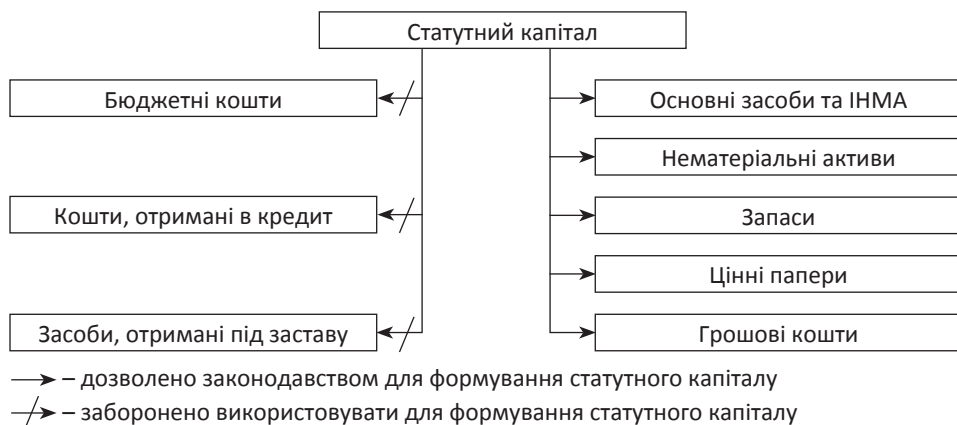 Статутний капітал
Бюджетні кошти
Кошти, отримані в кредит
Засоби, отримані під заставу
Основні засоби та ІНМА
Нематеріальні активи
Запаси
Цінні папери
Грошові кошти
– дозволено законодавством для формування статутного капіталу
– заборонено використовувати для формування статутного капіталу